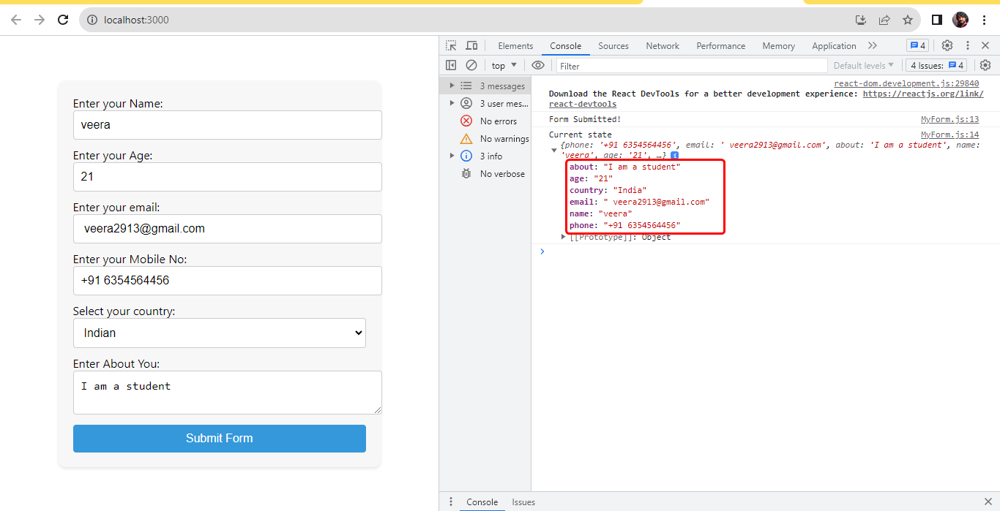 localhost:3000
Enter your Name:
veera
Enter your Age:
21
Enter your email:
veera2913@gmail.com
Enter your Mobile No:
+91 6354564456
Select your country:
Indian
Enter About You:
I am a student
Submit Form
Elements Console Sources Network Performance Memory Application 4
top Filter Default levels 4 Issues: 4
3 messages
3 user mes...
No errors
No warnings
3 info
No verbose
react-dom.development.js:29840
Download the React DevTools for a better development experience: https://reactjs.org/link/
react-devtools
Form Submitted! MyForm.js:13
Current state MyForm.js:14
{phone: '+91 6354564456', email: ' veera2913@gmail.com', about: 'I am a student', name:
'veera', age: '21', …} i
about: "I am a student"
age: "21"
country: "India"
email: " veera2913@gmail.com"
name: "veera"
phone: "+91 6354564456"
[[Prototype]]: Object
Console Issues